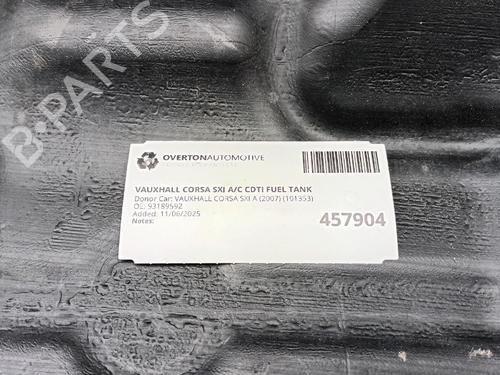 B-PARTS
OVERTONAUTOMOTIVE
VAUXHALL CORSA SXI A/C CDTI FUEL TANK
Donor Car: VAUXHALL CORSA SXI A (2007) (101353)
OE: 93189592
Added: 11/06/2025
Notes:
457904